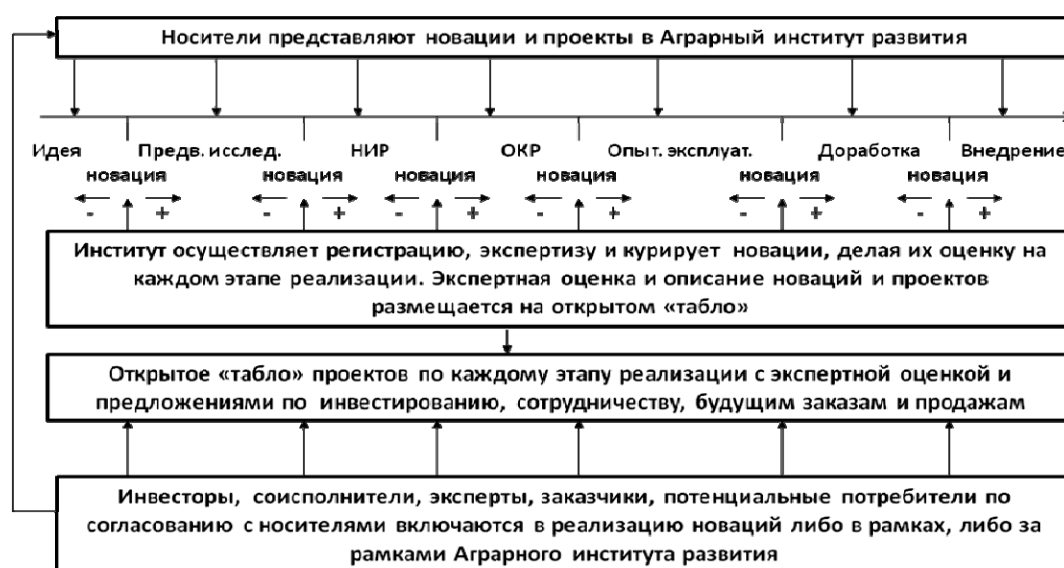 Носители представляют новации и проекты в Аграрный институт развития
Идея Предв. исслед. НИР ОКР Опыт. эксплуат. Доработка Внедрение
новация новация новация новация новация новация
- + - + - + - + - + - +
Институт осуществляет регистрацию, экспертизу и курирует новации, делая их оценку на
каждом этапе реализации. Экспертная оценка и описание новаций и проектов
размещается на открытом «табло»
Открытое «табло» проектов по каждому этапу реализации с экспертной оценкой и
предложениями по инвестированию, сотрудничеству, будущим заказам и продажам
Инвесторы, соисполнители, эксперты, заказчики, потенциальные потребители по
согласованию с носителями включаются в реализацию новаций либо в рамках, либо за
рамками Аграрного института развития